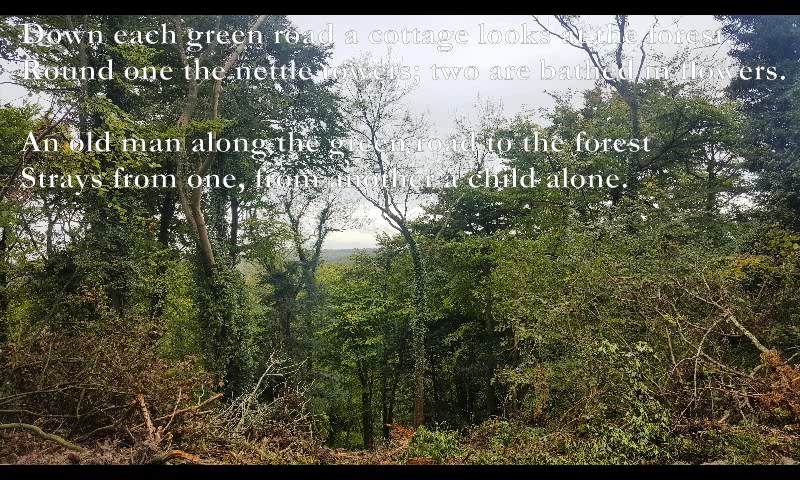 Down each green road a cottage looks at the forest.
Round one the nettle towers; two are bathed in flowers.
An old man along the green road to the forest
Strays from one, from another a child alone.